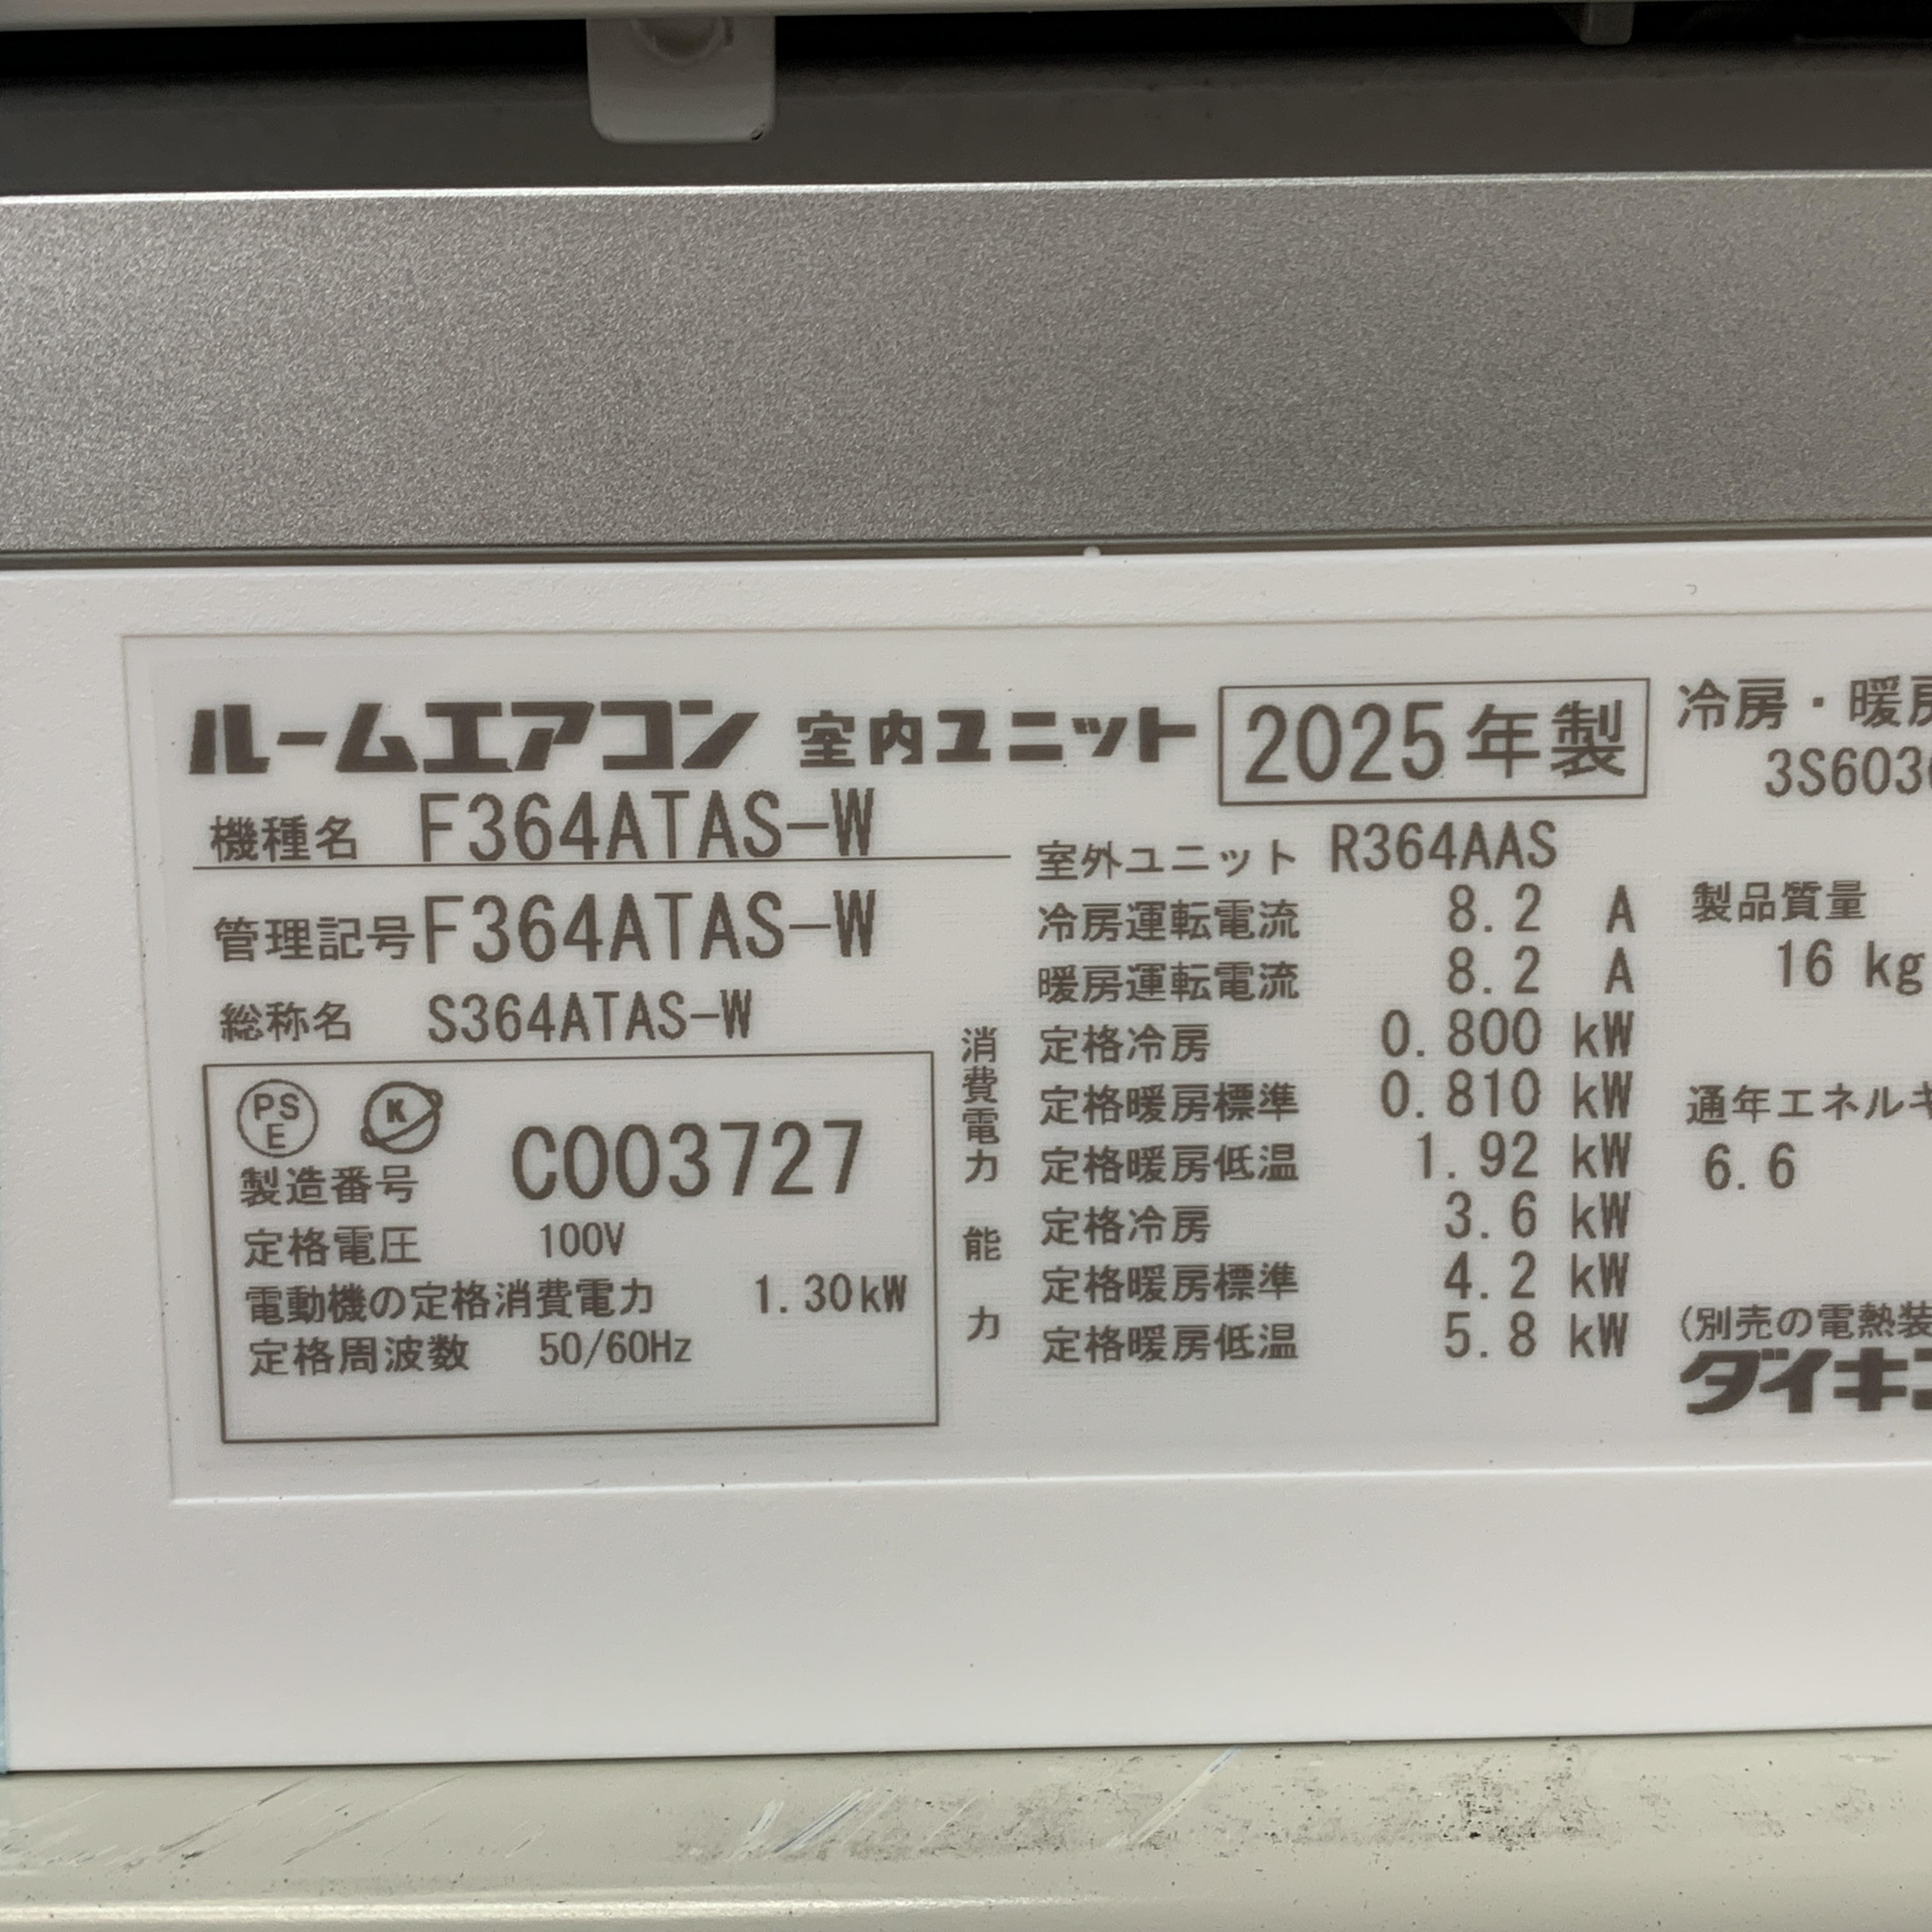 ルームエアコン 室内ユニット 2025年製
機種名 F364ATAS-W
管理記号 F364ATAS-W
総称名 S364ATAS-W
PS
E
K
製造番号 C003727
定格電圧 100V
電動機の定格消費電力 1.30kW
定格周波数 50/60Hz
室外ユニット R364AAS
冷房運転電流 8.2 A
暖房運転電流 8.2 A
消費電力
定格冷房 0.800 kW
定格暖房標準 0.810 kW
定格暖房低温 1.92 kW
能力
定格冷房 3.6 kW
定格暖房標準 4.2 kW
定格暖房低温 5.8 kW
冷房・暖房
3S603
製品質量
16 kg
通年エネルギ
6.6
(別売の電熱装
ダイキン